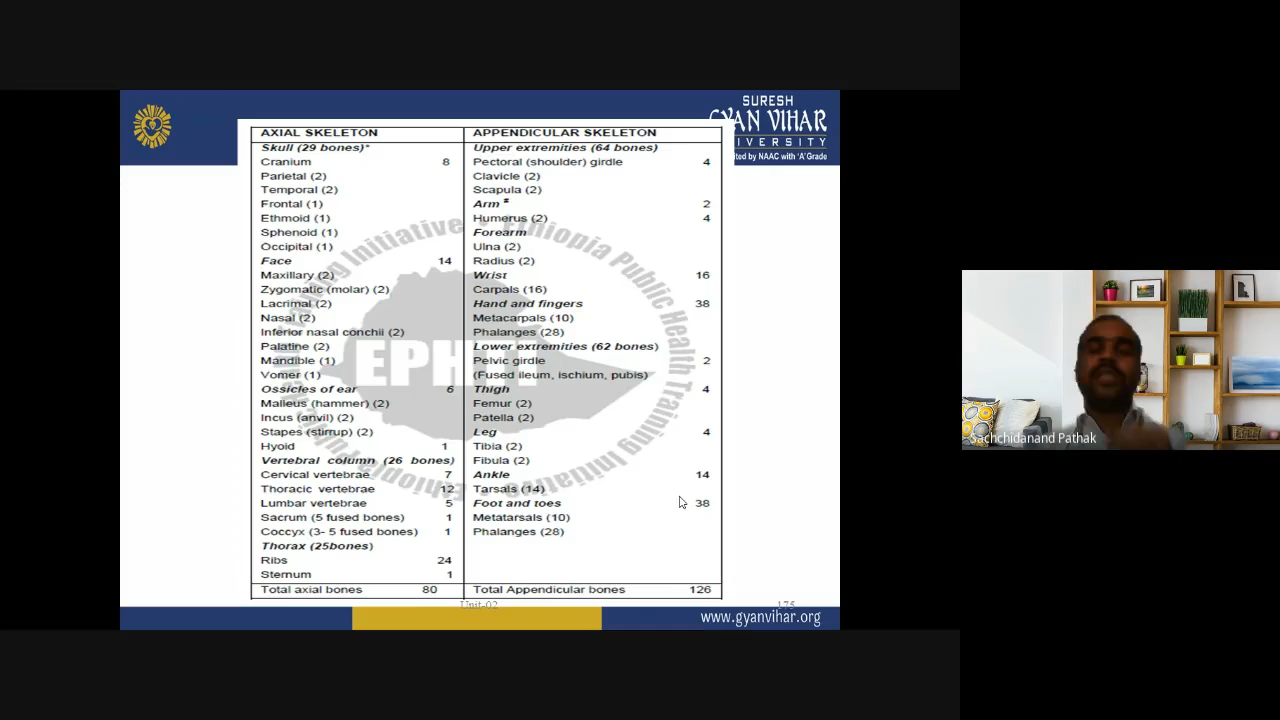 SURESH
GYAN VIHAR
UNIVERSITY
ited by NAAC with 'A' Grade
AXIAL SKELETON
Skull (29 bones)*
Cranium 8
Parietal (2)
Temporal (2)
Frontal (1)
Ethmoid (1)
Sphenoid (1)
Occipital (1)
Face 14
Maxillary (2)
Zygomatic (molar) (2)
Lacrimal (2)
Nasal (2)
Inferior nasal conchii (2)
Palatine (2)
Mandible (1)
Vomer (1)
Ossicles of ear 6
Malleus (hammer) (2)
Incus (anvil) (2)
Stapes (stirrup) (2)
Hyoid 1
Vertebral column (26 bones)
Cervical vertebrae 7
Thoracic vertebrae 12
Lumbar vertebrae 5
Sacrum (5 fused bones) 1
Coccyx (3- 5 fused bones) 1
Thorax (25bones)
Ribs 24
Sternum 1
Total axial bones 80
APPENDICULAR SKELETON
Upper extremities (64 bones)
Pectoral (shoulder) girdle 4
Clavicle (2)
Scapula (2)
Arm # 2
Humerus (2) 4
Forearm
Ulna (2)
Radius (2)
Wrist 16
Carpals (16)
Hand and fingers 38
Metacarpals (10)
Phalanges (28)
Lower extremities (62 bones)
Pelvic girdle 2
(Fused ileum, ischium, pubis)
Thigh 4
Femur (2)
Patella (2)
Leg 4
Tibia (2)
Fibula (2)
Ankle 14
Tarsals (14)
Foot and toes 38
Metatarsals (10)
Phalanges (28)
Total Appendicular bones 126
Unit-02
175
www.gyanvihar.org
Sachchidanand Pathak